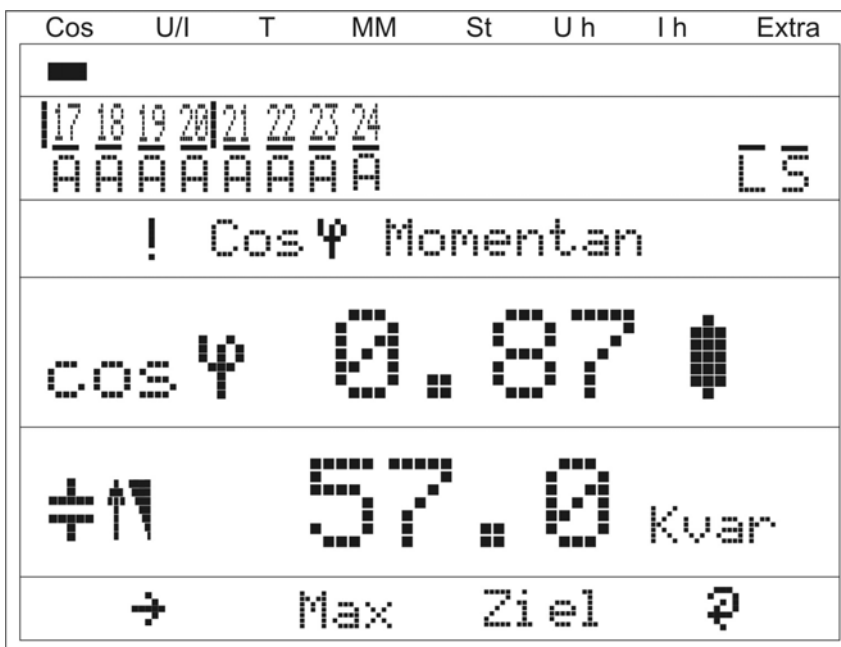 Cos U/I T MM St U h I h Extra
17 18 19 20 21 22 23 24
A A A A A A A A C S
! Cos φ Momentan
cos φ 0.87
57.0 Kvar
→ Max Ziel